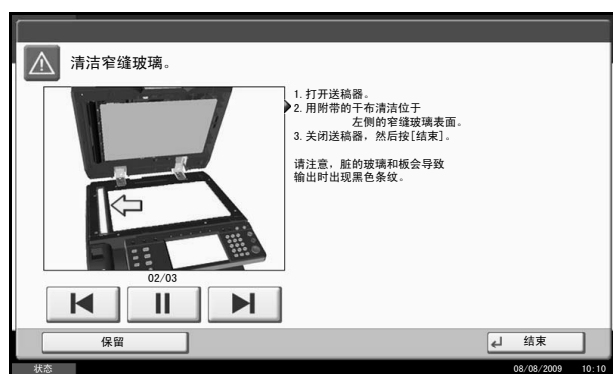 清洁窄缝玻璃。
1. 打开送稿器。
2. 用附带的干布清洁位于
左侧的窄缝玻璃表面。
3. 关闭送稿器，然后按[结束]。
请注意，脏的玻璃和板会导致
输出时出现黑色条纹。
02/03
保留
结束
状态
08/08/2009 10:10